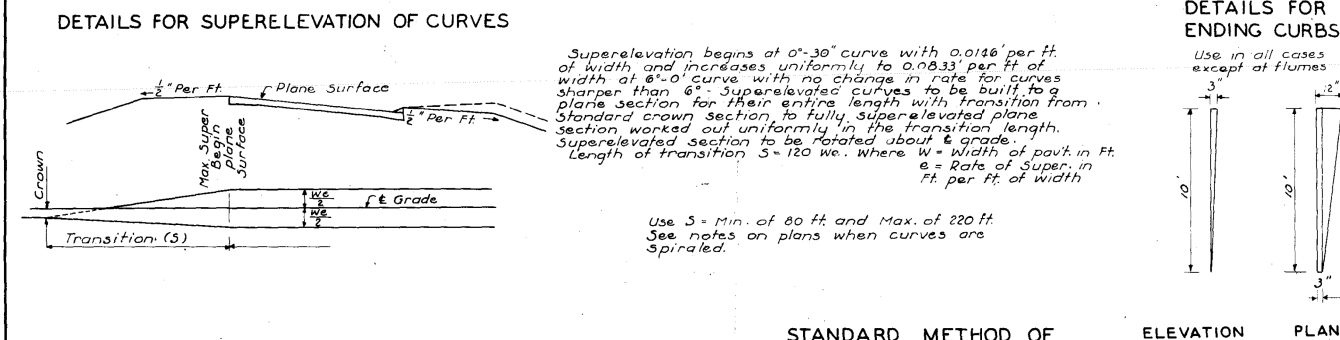 DETAILS FOR SUPERELEVATION OF CURVES
1/2" Per Ft.
Plane Surface
1/2" Per Ft.
Max. Super
Begin
Plane
Surface
Crown
We/2
We/2
℄ Grade
Transition (S)
Superelevation begins at 0°-30" curve with 0.0146' per ft.
of width and increases uniformly to 0.0833' per ft of
width at 6°-0' curve with no change in rate for curves
sharper than 6° - Superelevated curves to be built to a
plane section for their entire length with transition from
standard crown section to fully superelevated plane
section worked out uniformly in the transition length.
Superelevated section to be rotated about ℄ grade.
Length of transition S = 120 We. Where W = Width of pav't. in Ft.
e = Rate of Super. in
Ft. per ft. of width
Use S = Min. of 80 ft. and Max. of 220 ft.
See notes on plans when curves are
spiraled.
DETAILS FOR
ENDING CURBS
Use in all cases
except at flumes
3"
12"
10'
10'
3"
ELEVATION
PLAN
STANDARD METHOD OF